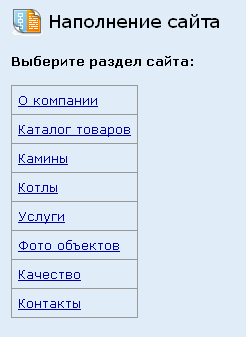 Наполнение сайта
Выберите раздел сайта:
О компании
Каталог товаров
Камины
Котлы
Услуги
Фото объектов
Качество
Контакты